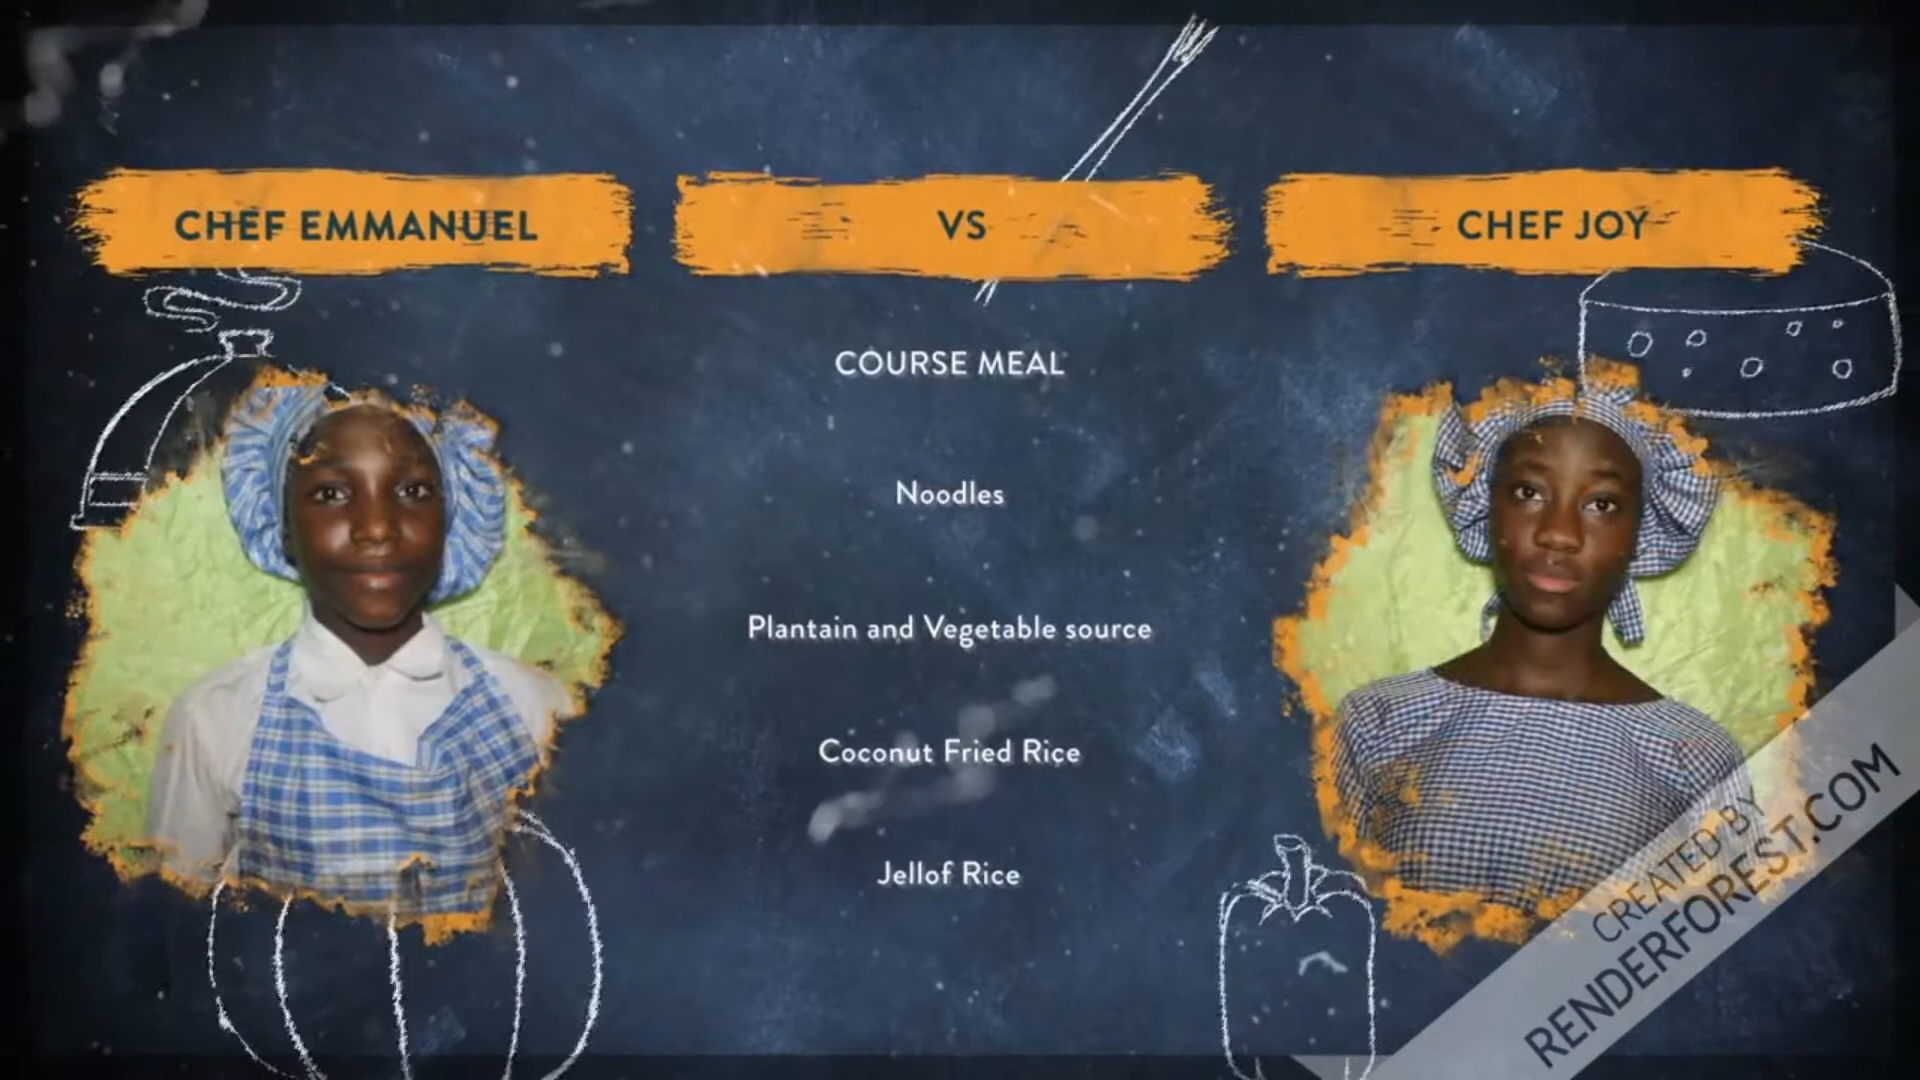 CHEF EMMANUEL
VS
CHEF JOY
COURSE MEAL
Noodles
Plantain and Vegetable source
Coconut Fried Rice
Jellof Rice
CREATED BY
RENDERFOREST.COM